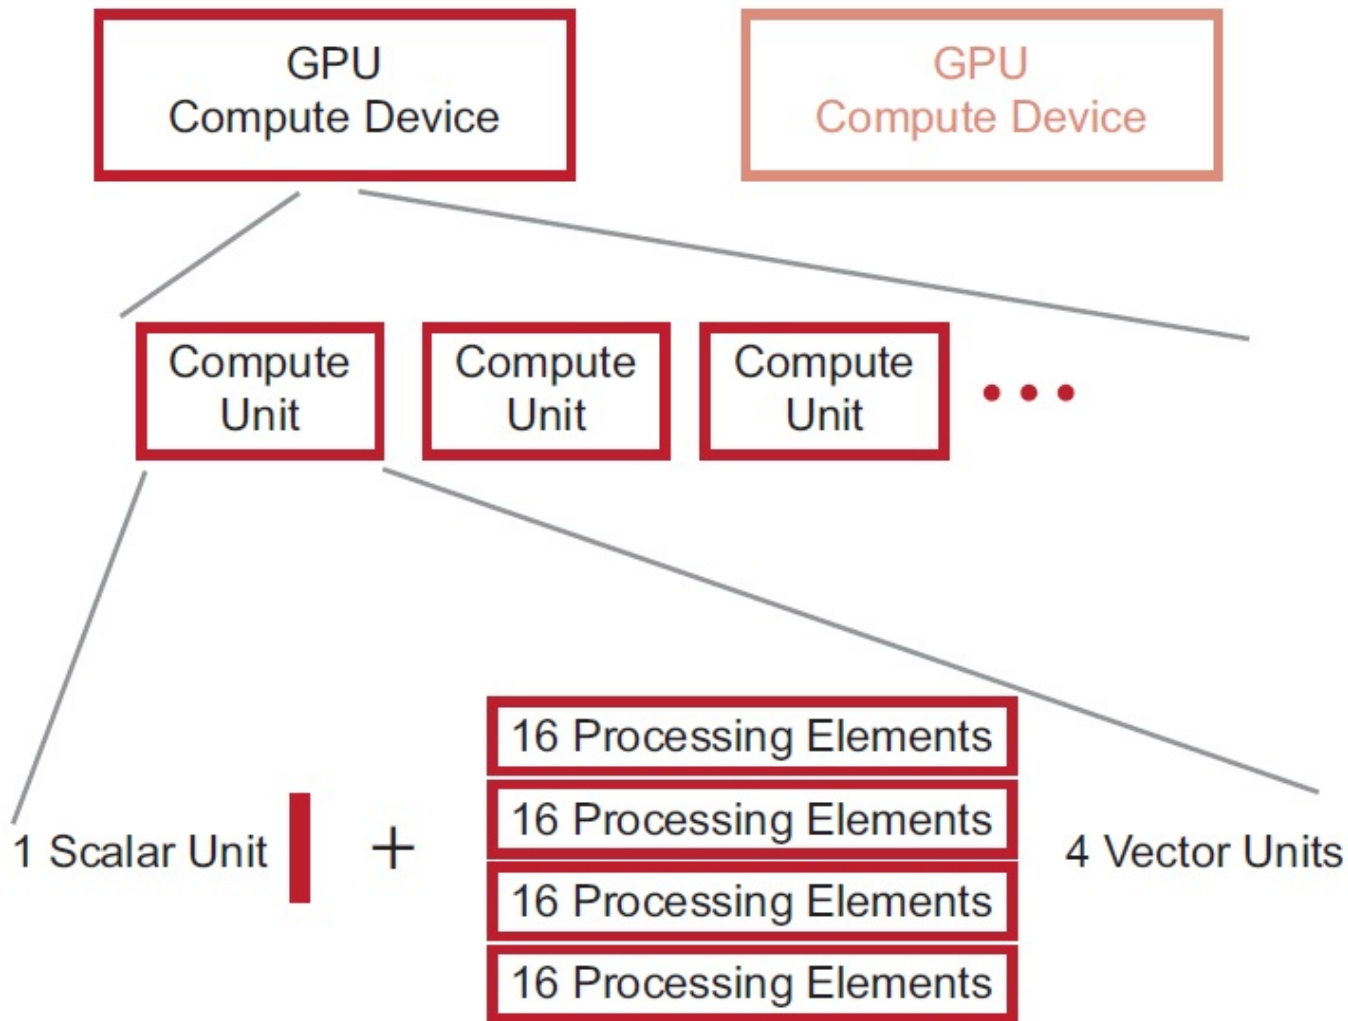 GPU
Compute Device
GPU
Compute Device
Compute
Unit
Compute
Unit
Compute
Unit
1 Scalar Unit
+
16 Processing Elements
16 Processing Elements
16 Processing Elements
16 Processing Elements
4 Vector Units